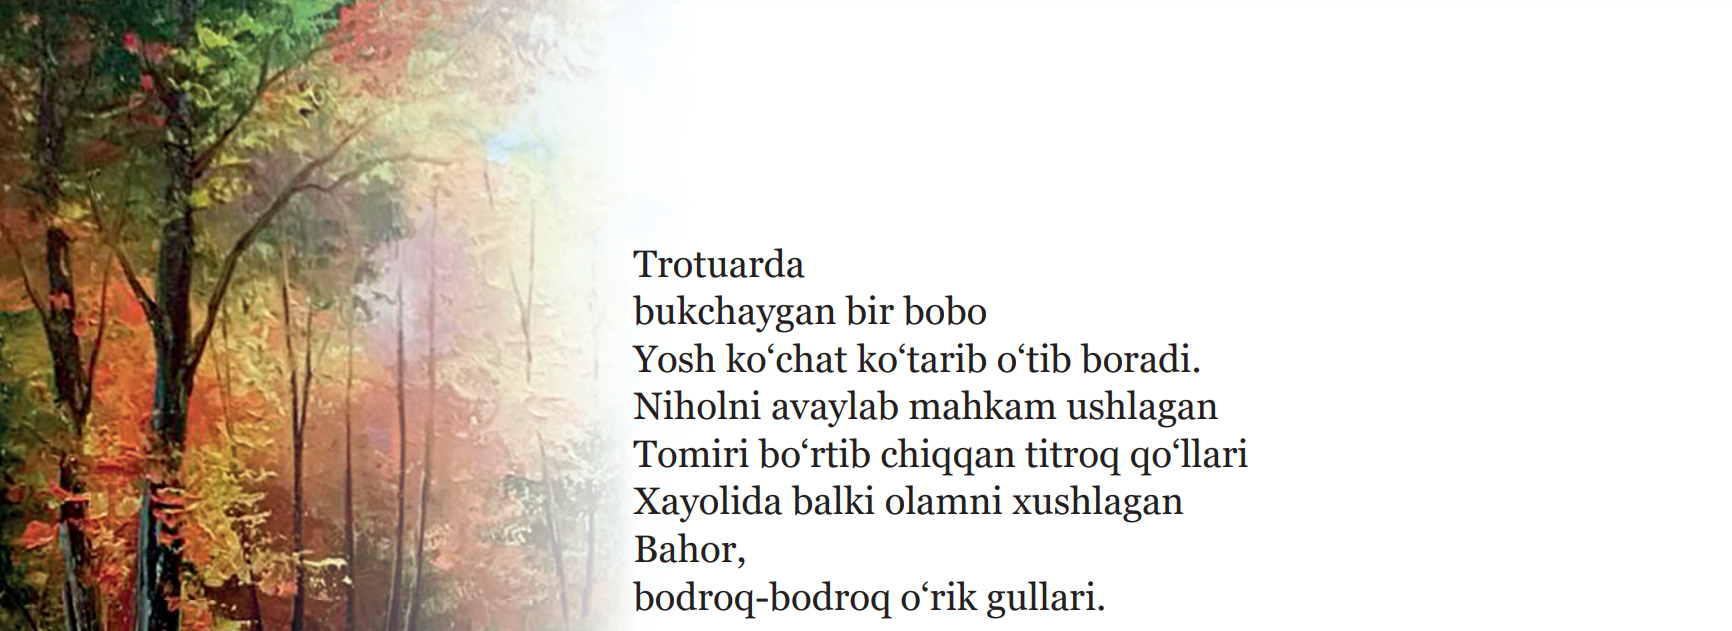 Trotuarda
bukchaygan bir bobo
Yosh ko‘chat ko‘tarib o‘tib boradi.
Niholni avaylab mahkam ushlagan
Tomiri bo‘rtib chiqqan titroq qo‘llari
Xayolida balki olamni xushlagan
Bahor,
bodroq-bodroq o‘rik gullari.